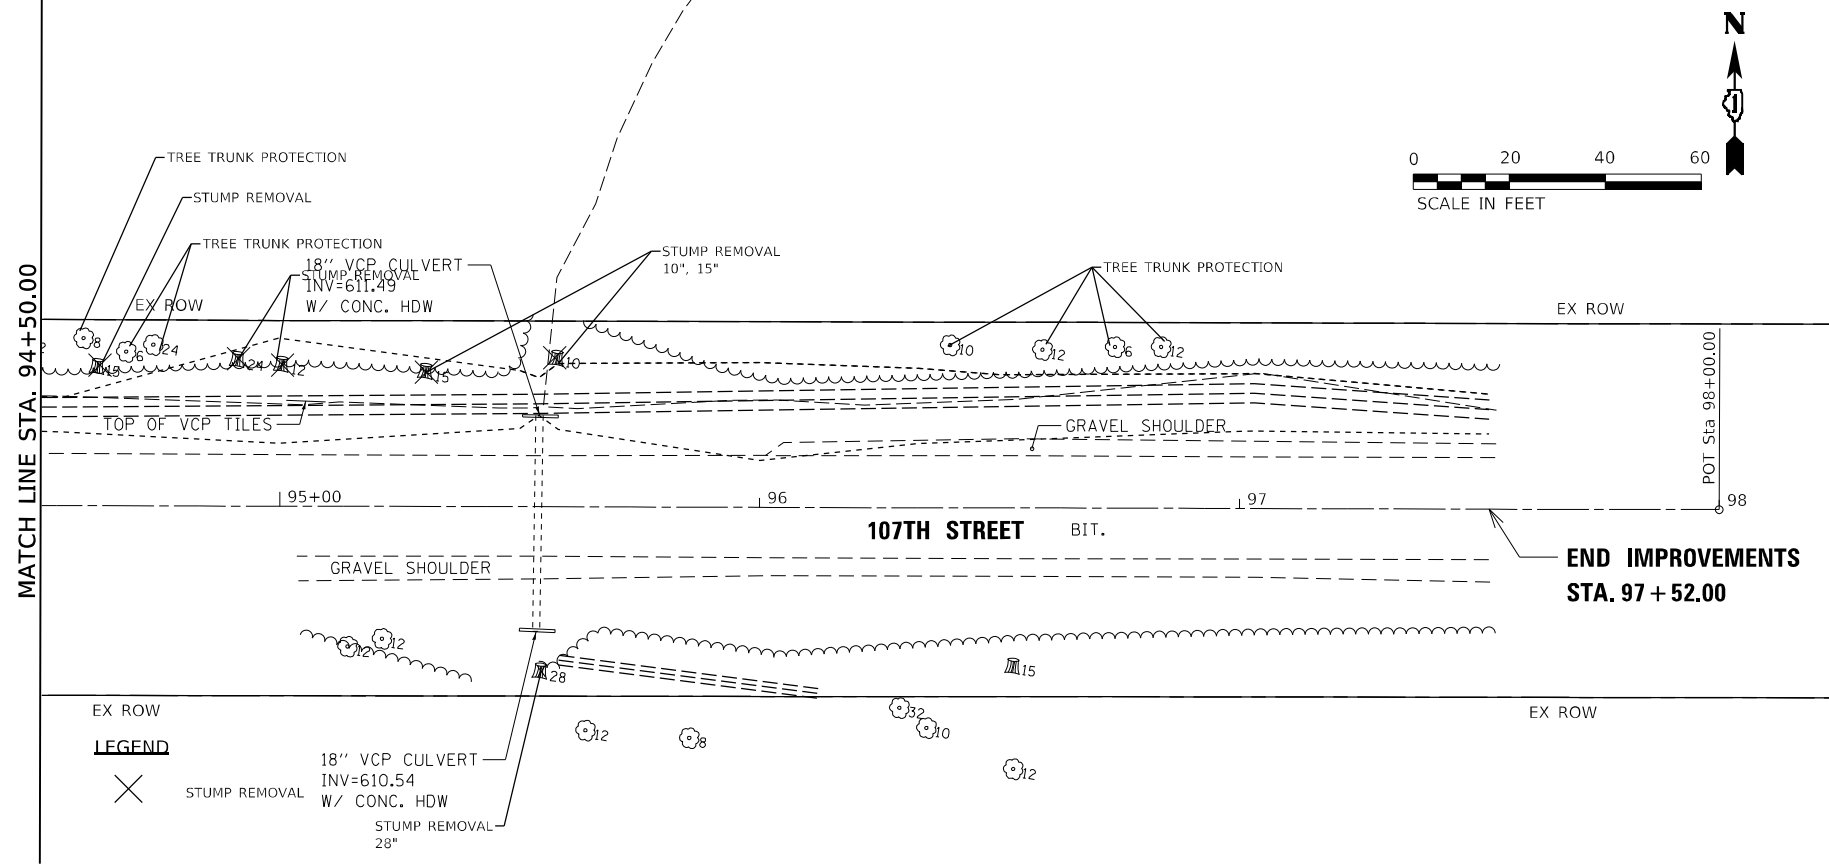 N
0 20 40 60
SCALE IN FEET
TREE TRUNK PROTECTION
STUMP REMOVAL
TREE TRUNK PROTECTION
18'' VCP CULVERT
INV=611.49
W/ CONC. HDW
STUMP REMOVAL
STUMP REMOVAL
10", 15"
TREE TRUNK PROTECTION
EX ROW
EX ROW
8
15
6
24
24
12
15
10
10
12
6
12
MATCH LINE STA. 94+50.00
TOP OF VCP TILES
GRAVEL SHOULDER
POT Sta 98+00.00
95+00
96
97
98
107TH STREET
BIT.
END IMPROVEMENTS
STA. 97 + 52.00
GRAVEL SHOULDER
12
12
28
15
EX ROW
EX ROW
32
10
12
8
12
LEGEND
STUMP REMOVAL
18'' VCP CULVERT
INV=610.54
W/ CONC. HDW
STUMP REMOVAL
28"